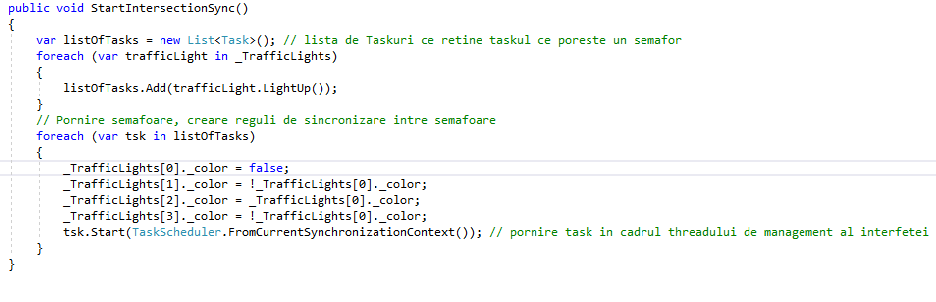 public void StartIntersectionSync()
{
var listOfTasks = new List<Task>(); // lista de Taskuri ce retine taskul ce poreste un semafor
foreach (var trafficLight in _TrafficLights)
{
listOfTasks.Add(trafficLight.LightUp());
}
// Pornire semafoare, creare reguli de sincronizare intre semafoare
foreach (var tsk in listOfTasks)
{
_TrafficLights[0]._color = false;
_TrafficLights[1]._color = !_TrafficLights[0]._color;
_TrafficLights[2]._color = _TrafficLights[0]._color;
_TrafficLights[3]._color = !_TrafficLights[0]._color;
tsk.Start(TaskScheduler.FromCurrentSynchronizationContext()); // pornire task in cadrul threadului de management al interfetei
}
}